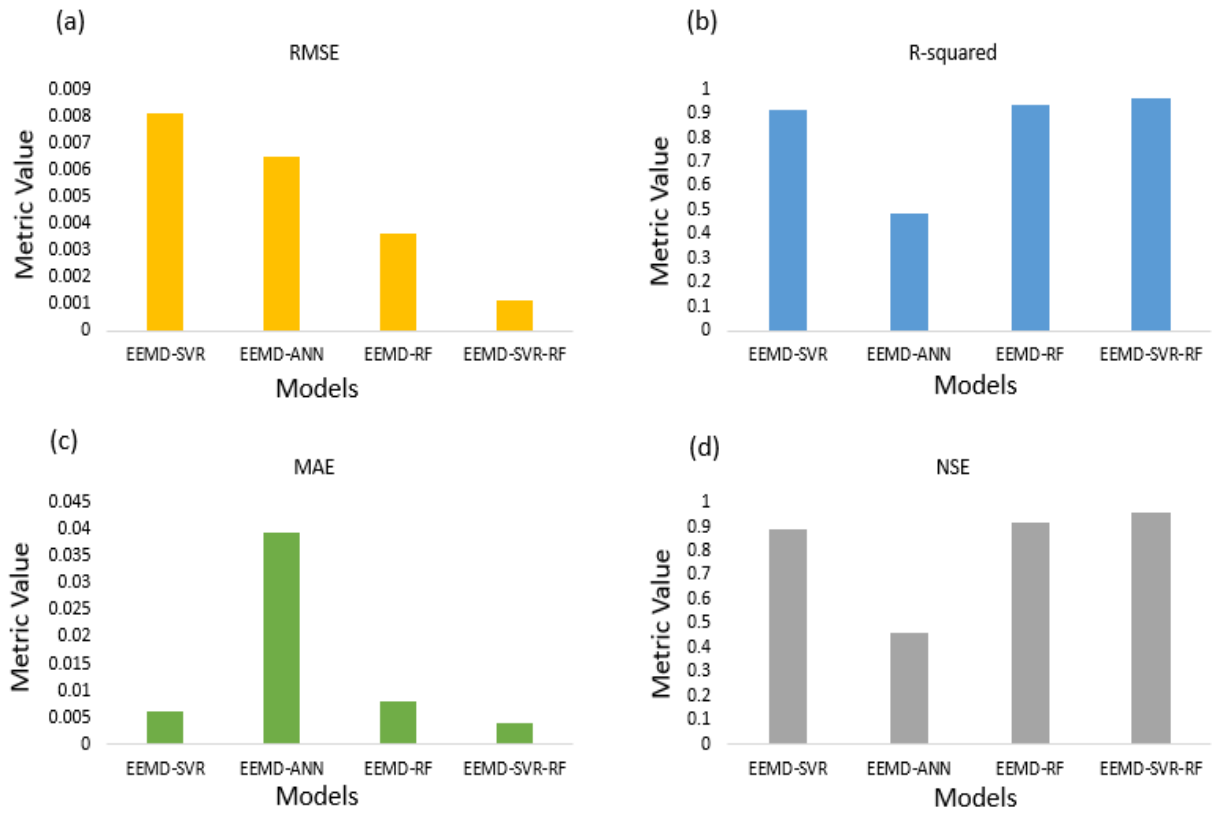 (a)
RMSE
0.009
0.008
0.007
0.006
0.005
0.004
0.003
0.002
0.001
0
Metric Value
EEMD-SVR EEMD-ANN EEMD-RF EEMD-SVR-RF
Models
(b)
R-squared
1
0.9
0.8
0.7
0.6
0.5
0.4
0.3
0.2
0.1
0
Metric Value
EEMD-SVR EEMD-ANN EEMD-RF EEMD-SVR-RF
Models
(c)
MAE
0.045
0.04
0.035
0.03
0.025
0.02
0.015
0.01
0.005
0
Metric Value
EEMD-SVR EEMD-ANN EEMD-RF EEMD-SVR-RF
Models
(d)
NSE
1
0.9
0.8
0.7
0.6
0.5
0.4
0.3
0.2
0.1
0
Metric Value
EEMD-SVR EEMD-ANN EEMD-RF EEMD-SVR-RF
Models